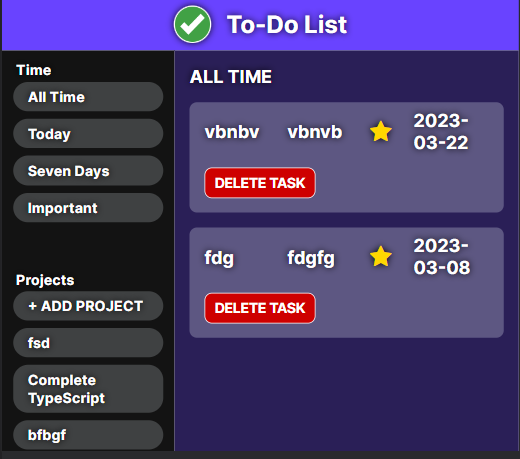 To-Do List
Time
All Time
Today
Seven Days
Important
Projects
+ ADD PROJECT
fsd
Complete
TypeScript
bfbgf
ALL TIME
vbnbv vbnvb 2023-
03-22
DELETE TASK
fdg fdgfg 2023-
03-08
DELETE TASK